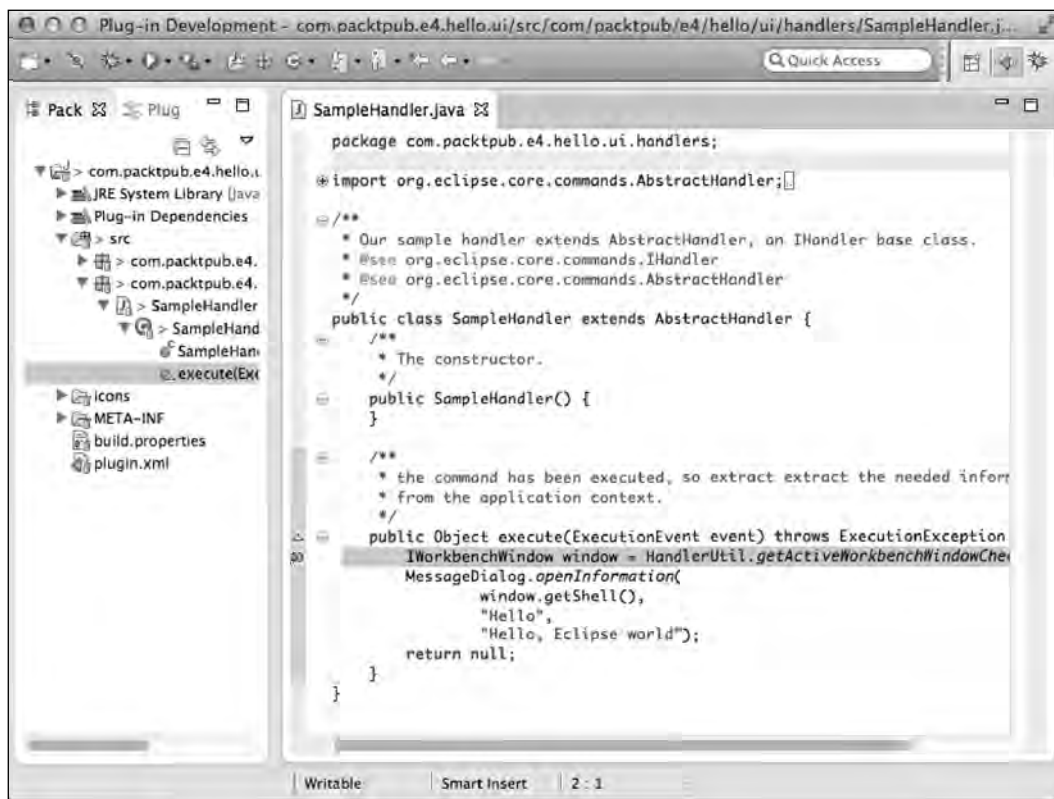 Plug-in Development - com.packtpub.e4.hello.ui/src/com/packtpub/e4/hello/ui/handlers/SampleHandler.j...
Quick Access
Pack
Plug
> com.packtpub.e4.hello.u
JRE System Library (Java
Plug-in Dependencies
> src
> com.packtpub.e4.
> com.packtpub.e4.
> SampleHandler
> SampleHand
SampleHan
execute(Exe
icons
META-INF
build.properties
plugin.xml
SampleHandler.java
package com.packtpub.e4.hello.ui.handlers;
import org.eclipse.core.commands.AbstractHandler;
/**
* Our sample handler extends AbstractHandler, an IHandler base class.
* @see org.eclipse.core.commands.IHandler
* @see org.eclipse.core.commands.AbstractHandler
*/
public class SampleHandler extends AbstractHandler {
/**
* The constructor.
*/
public SampleHandler() {
}
/**
* the command has been executed, so extract extract the needed inform
* from the application context.
*/
public Object execute(ExecutionEvent event) throws ExecutionException
IWorkbenchWindow window = HandlerUtil.getActiveWorkbenchWindowChec
MessageDialog.openInformation(
window.getShell(),
"Hello",
"Hello, Eclipse world");
return null;
}
}
Writable
Smart Insert
2 : 1